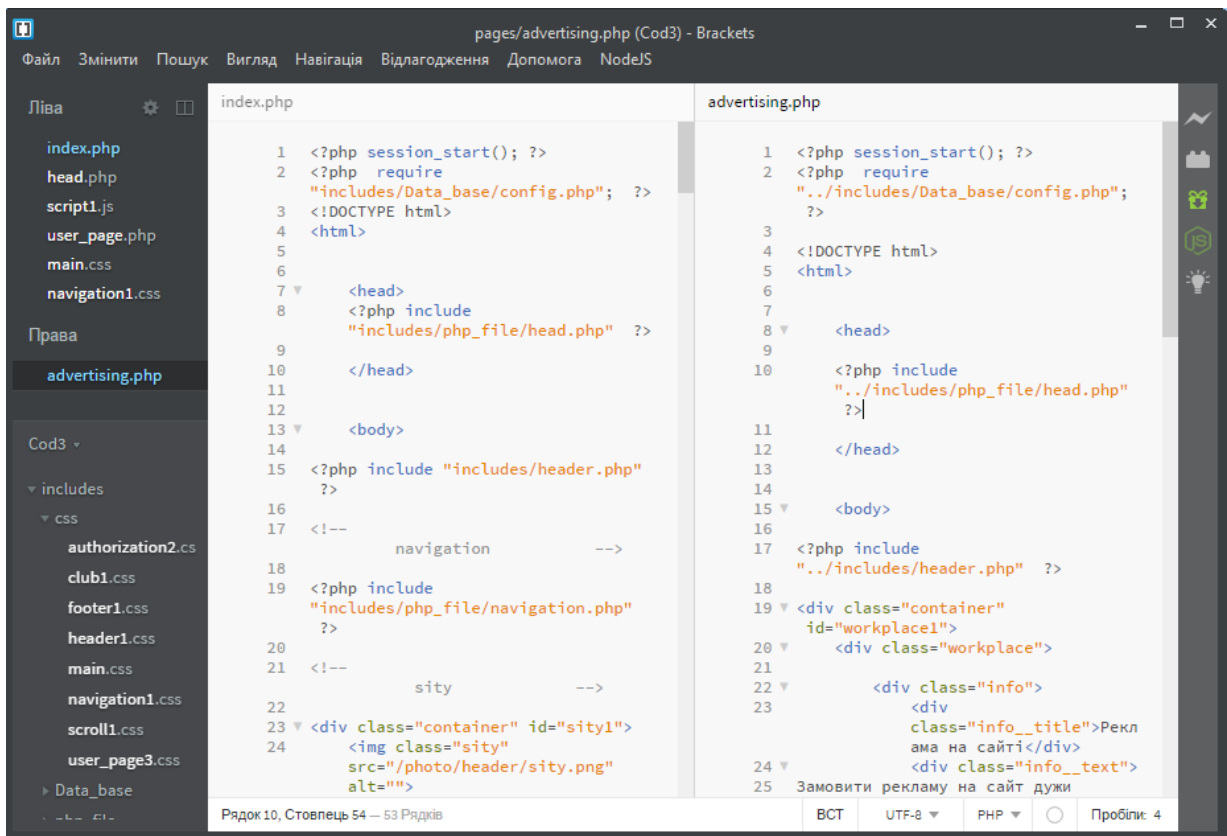 pages/advertising.php (Cod3) - Brackets
Файл Змінити Пошук Вигляд Навігація Відлагодження Допомога NodeJS
Ліва
index.php
head.php
script1.js
user_page.php
main.css
navigation1.css
Права
advertising.php
Cod3
includes
css
authorization2.cs
club1.css
footer1.css
header1.css
main.css
navigation1.css
scroll1.css
user_page3.css
Data_base
index.php
1 <?php session_start(); ?>
2 <?php  require
"includes/Data_base/config.php";  ?>
3 <!DOCTYPE html>
4 <html>
5
6
7 <head>
8 <?php include
"includes/php_file/head.php"  ?>
9
10 </head>
11
12
13 <body>
14
15 <?php include "includes/header.php"
?>
16
17 <!--
navigation -->
18
19 <?php include
"includes/php_file/navigation.php"
?>
20
21 <!--
sity -->
22
23 <div class="container" id="sity1">
24 <img class="sity"
src="/photo/header/sity.png"
alt="">
advertising.php
1 <?php session_start(); ?>
2 <?php  require
"../includes/Data_base/config.php";
?>
3
4 <!DOCTYPE html>
5 <html>
6
7
8 <head>
9
10 <?php include
"../includes/php_file/head.php"
?>
11
12 </head>
13
14
15 <body>
16
17 <?php include
"../includes/header.php"  ?>
18
19 <div class="container"
id="workplace1">
20 <div class="workplace">
21
22 <div class="info">
23 <div
class="info__title">Рекл
ама на сайті</div>
24 <div class="info__text">
25 Замовити рекламу на сайт дужи
Рядок 10, Стовпець 54 — 53 Рядків
ВСТ UTF-8 PHP Пробіли: 4